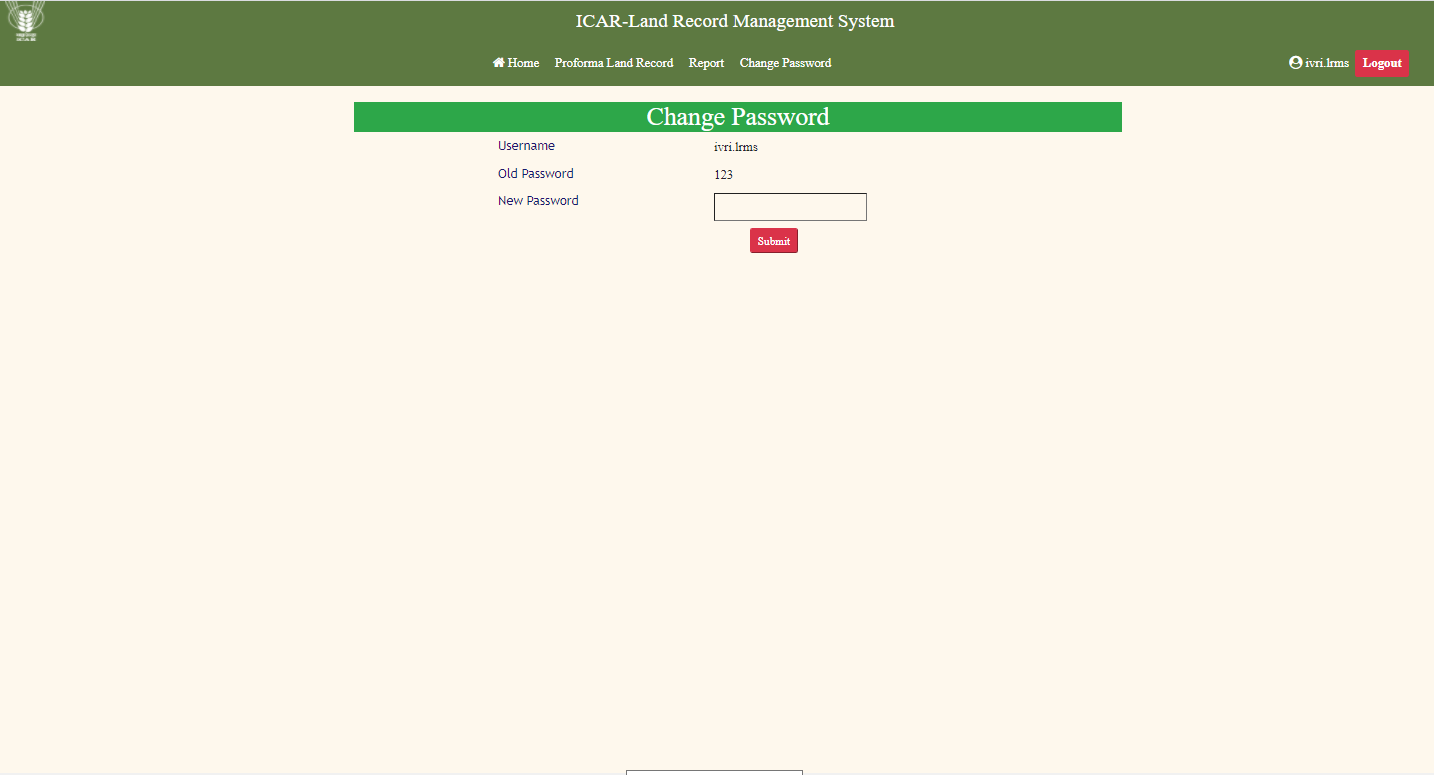 ICAR-Land Record Management System
Home Proforma Land Record Report Change Password ivri.lrms Logout
Change Password
Username ivri.lrms
Old Password 123
New Password
Submit